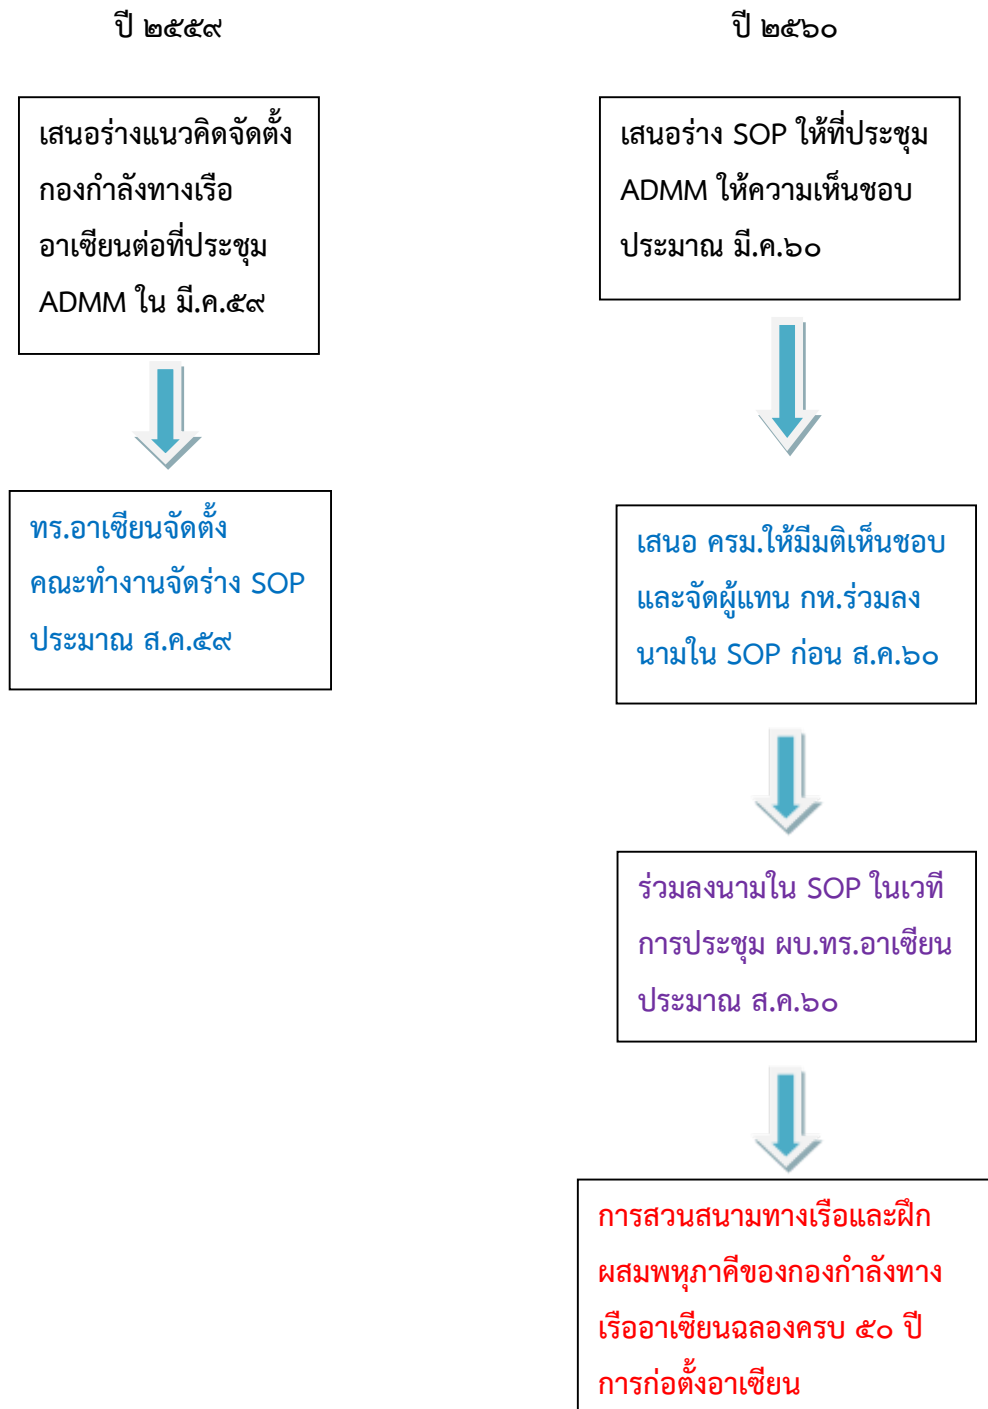 ปี ๒๕๕๙
เสนอร่างแนวคิดจัดตั้ง
กองกำลังทางเรือ
อาเซียนต่อที่ประชุม
ADMM ใน มี.ค.๕๙
ทร.อาเซียนจัดตั้ง
คณะทำงานจัดร่าง SOP
ประมาณ ส.ค.๕๙
ปี ๒๕๖๐
เสนอร่าง SOP ให้ที่ประชุม
ADMM ให้ความเห็นชอบ
ประมาณ มี.ค.๖๐
เสนอ ครม.ให้มีมติเห็นชอบ
และจัดผู้แทน กห.ร่วมลง
นามใน SOP ก่อน ส.ค.๖๐
ร่วมลงนามใน SOP ในเวที
การประชุม ผบ.ทร.อาเซียน
ประมาณ ส.ค.๖๐
การสวนสนามทางเรือและฝึก
ผสมพหุภาคีของกองกำลังทาง
เรืออาเซียนฉลองครบ ๕๐ ปี
การก่อตั้งอาเซียน